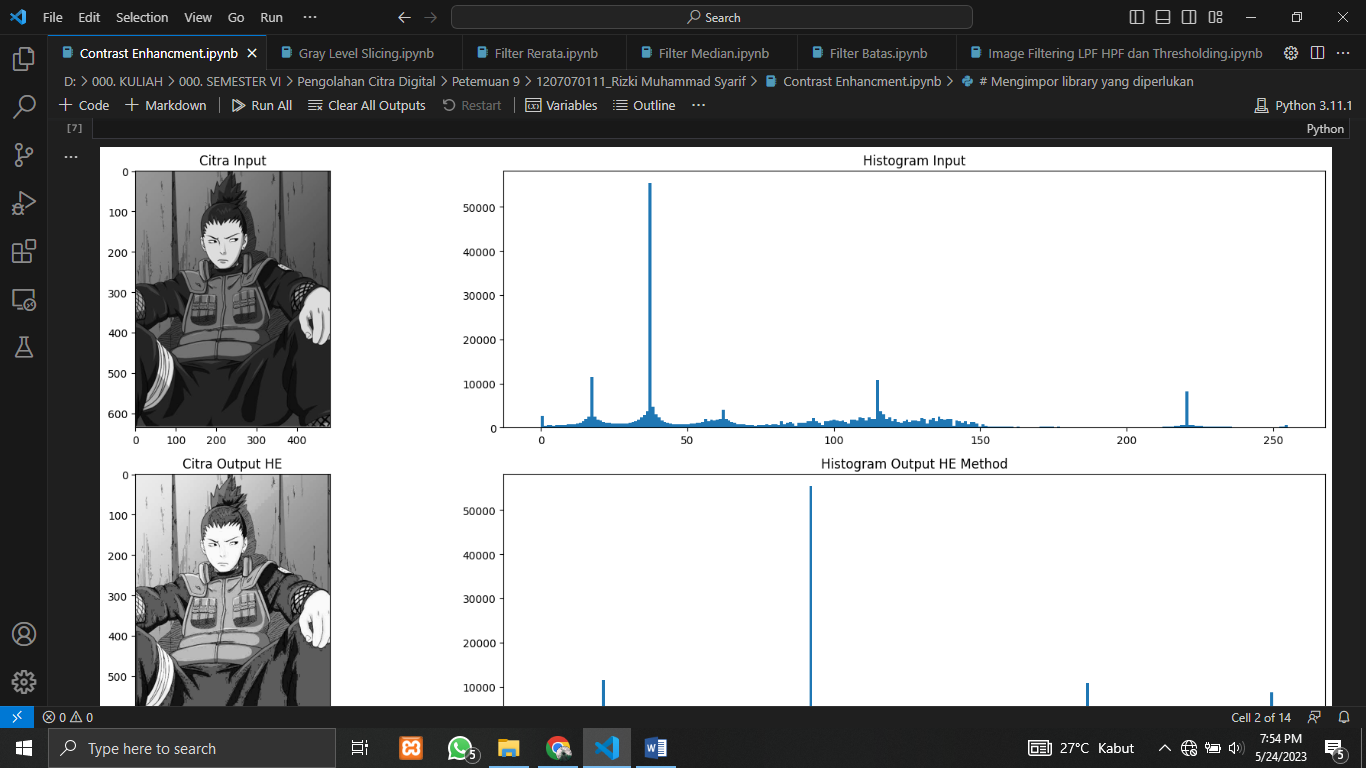 File Edit Selection View Go Run ··· Search
Contrast Enhancment.ipynb Gray Level Slicing.ipynb Filter Rerata.ipynb Filter Median.ipynb Filter Batas.ipynb Image Filtering LPF HPF dan Thresholding.ipynb ···
D: > 000. KULIAH > 000. SEMESTER VI > Pengolahan Citra Digital > Petemuan 9 > 1207070111_Rizki Muhammad Syarif > Contrast Enhancment.ipynb > # Mengimpor library yang diperlukan
+ Code + Markdown Run All Clear All Outputs Restart Variables Outline ··· Python 3.11.1
[7] Python
...
Citra Input
0
100
200
300
400
500
600
0 100 200 300 400
Histogram Input
50000
40000
30000
20000
10000
0
0 50 100 150 200 250
Citra Output HE
0
100
200
300
400
500
Histogram Output HE Method
50000
40000
30000
20000
10000
0 0 Cell 2 of 14
Type here to search 5 27°C Kabut 7:54 PM
5/24/2023 5